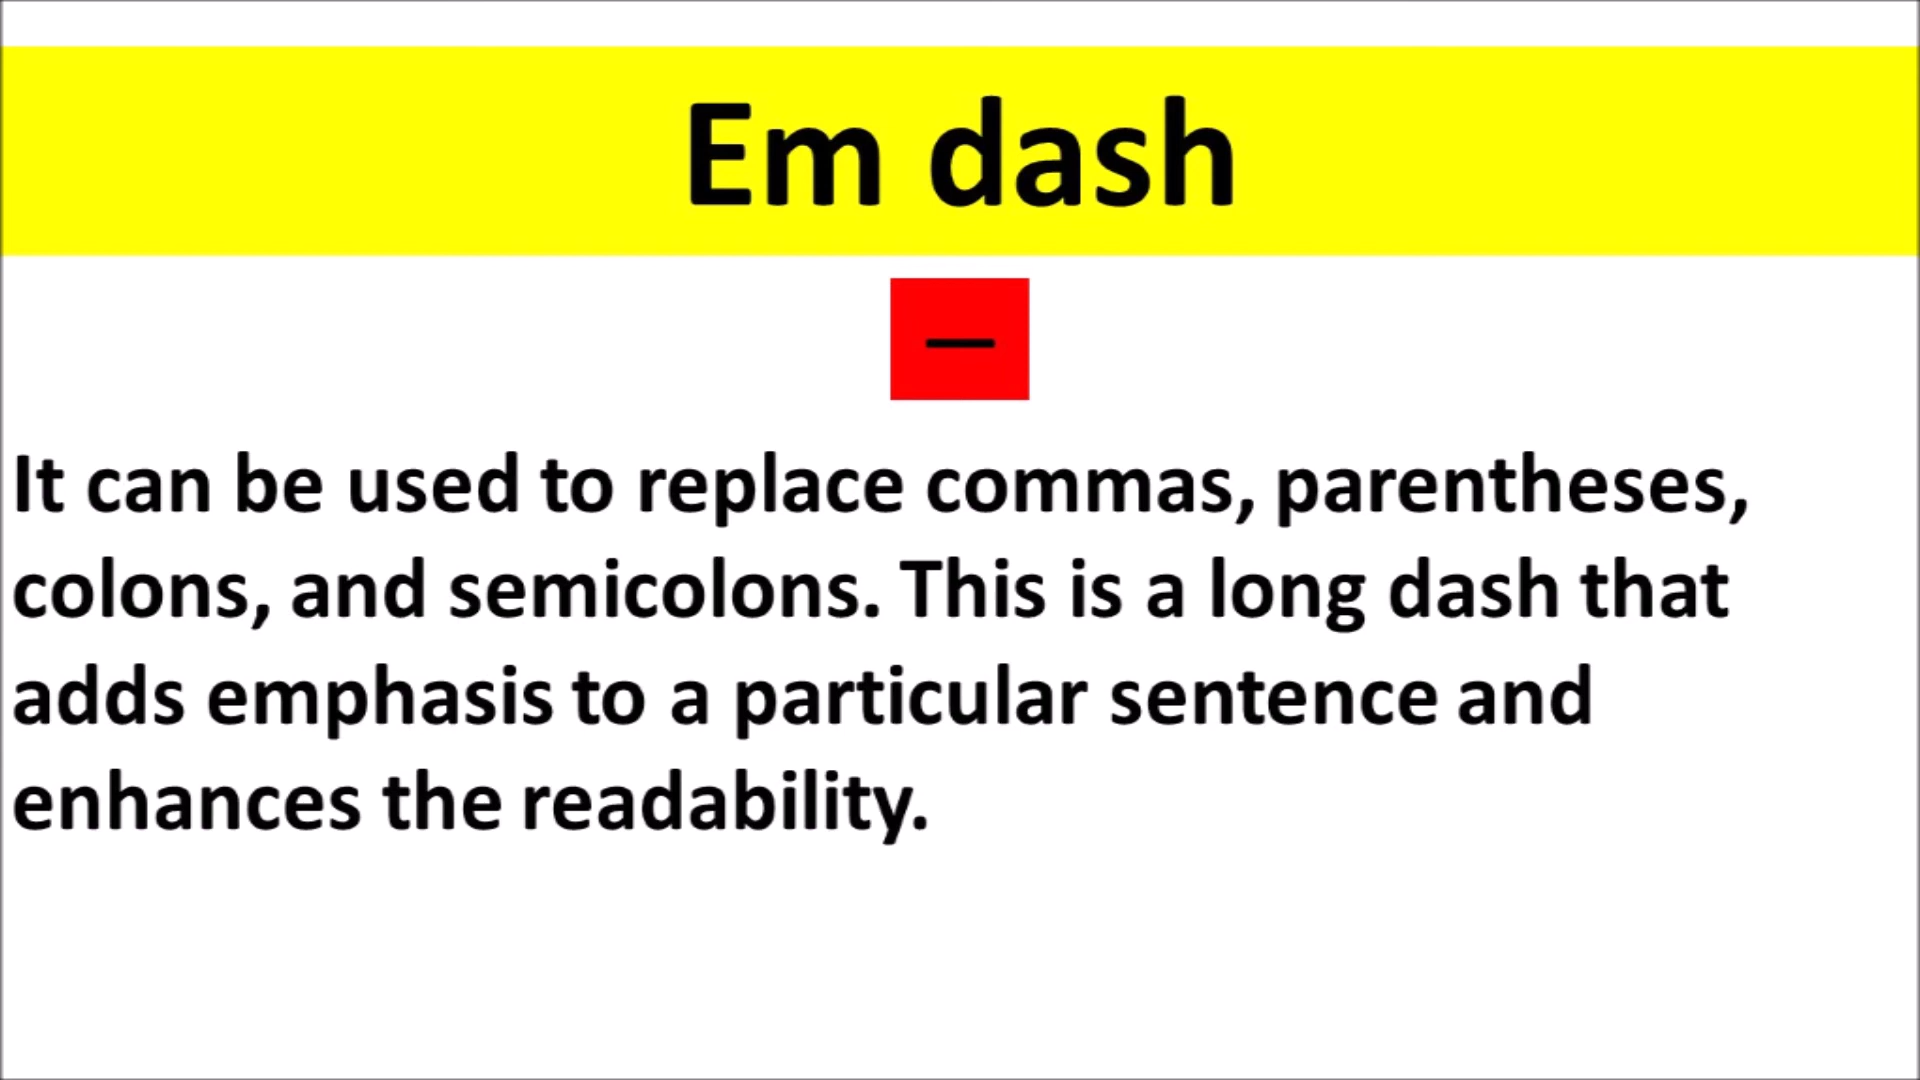 Em dash
—
It can be used to replace commas, parentheses,
colons, and semicolons. This is a long dash that
adds emphasis to a particular sentence and
enhances the readability.